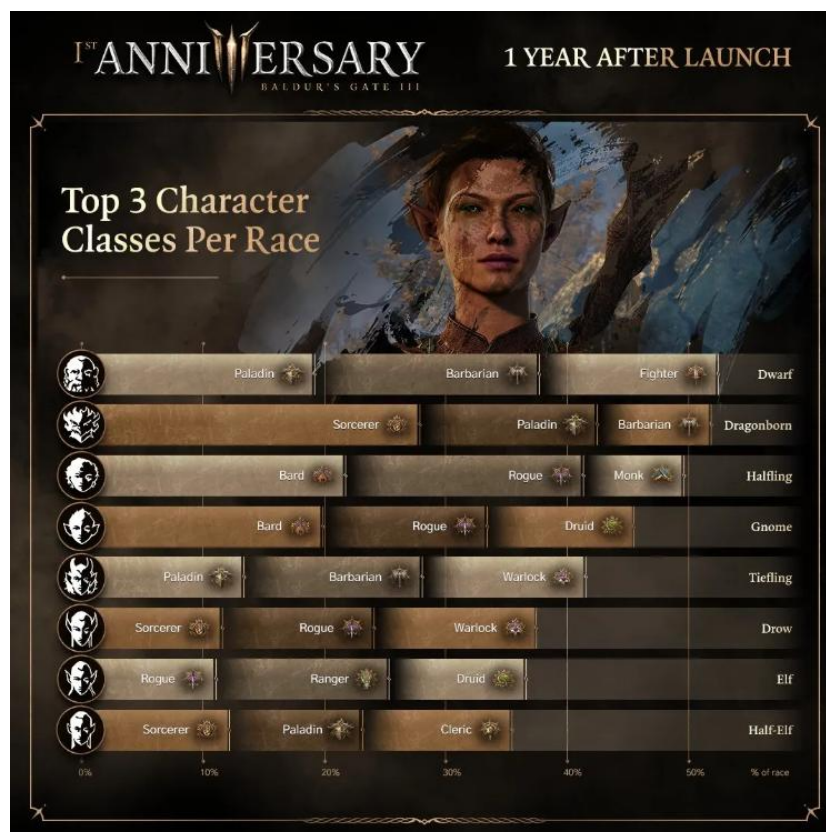 1ST ANNIVERSARY
BALDUR'S GATE III
1 YEAR AFTER LAUNCH
Top 3 Character
Classes Per Race
Paladin Barbarian Fighter Dwarf
Sorcerer Paladin Barbarian Dragonborn
Bard Rogue Monk Halfling
Bard Rogue Druid Gnome
Paladin Barbarian Warlock Tiefling
Sorcerer Rogue Warlock Drow
Rogue Ranger Druid Elf
Sorcerer Paladin Cleric Half-Elf
0% 10% 20% 30% 40% 50% % of race